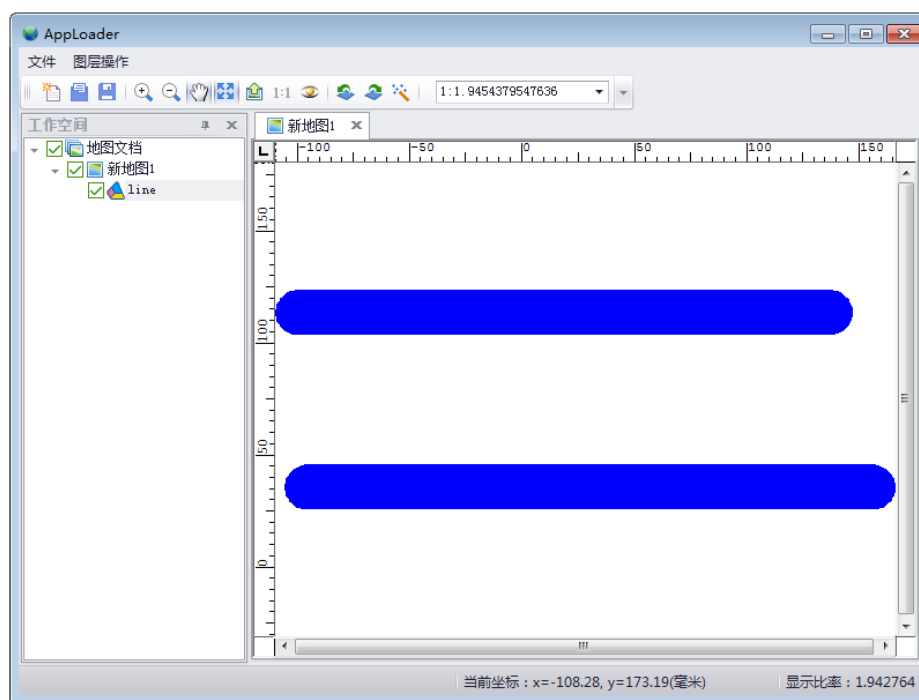 AppLoader
文件 图层操作
1:1 1:1.9454379547636
工作空间 新地图1
地图文档
新地图1
line
-100 -50 0 50 100 150
150
100
50
0
当前坐标：x=-108.28, y=173.19(毫米) 显示比率：1.942764